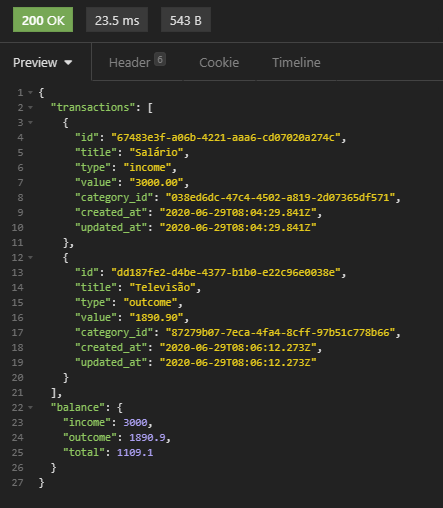 200 OK 23.5 ms 543 B
Preview Header 6 Cookie Timeline
1 {
2 "transactions": [
3 {
4 "id": "67483e3f-a06b-4221-aaa6-cd07020a274c",
5 "title": "Salário",
6 "type": "income",
7 "value": "3000.00",
8 "category_id": "038ed6dc-47c4-4502-a819-2d07365df571",
9 "created_at": "2020-06-29T08:04:29.841Z",
10 "updated_at": "2020-06-29T08:04:29.841Z"
11 },
12 {
13 "id": "dd187fe2-d4be-4377-b1b0-e22c96e0038e",
14 "title": "Televisão",
15 "type": "outcome",
16 "value": "1890.90",
17 "category_id": "87279b07-7eca-4fa4-8cff-97b51c778b66",
18 "created_at": "2020-06-29T08:06:12.273Z",
19 "updated_at": "2020-06-29T08:06:12.273Z"
20 }
21 ],
22 "balance": {
23 "income": 3000,
24 "outcome": 1890.9,
25 "total": 1109.1
26 }
27 }